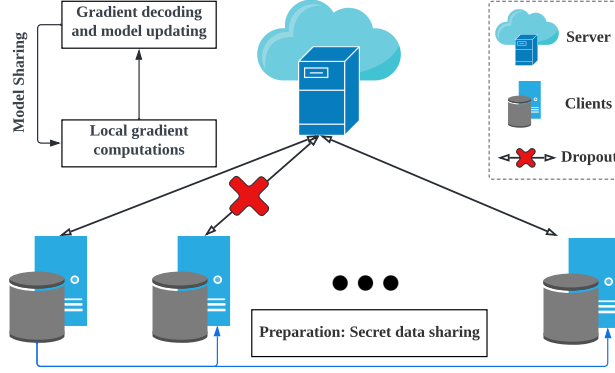 Gradient decoding
and model updating
Model Sharing
Local gradient
computations
Server
Clients
Dropout
Preparation: Secret data sharing